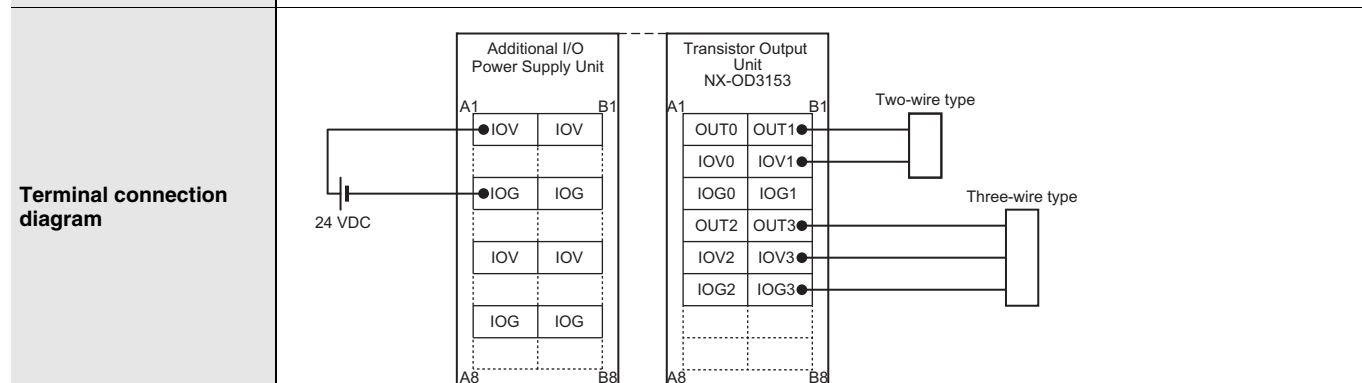 Terminal connection
diagram
Additional I/O
Power Supply Unit
A1 B1
IOV IOV
IOG IOG
IOV IOV
IOG IOG
A8 B8
24 VDC
Transistor Output
Unit
NX-OD3153
A1 B1
OUT0 OUT1
IOV0 IOV1
IOG0 IOG1
OUT2 OUT3
IOV2 IOV3
IOG2 IOG3
A8 B8
Two-wire type
Three-wire type